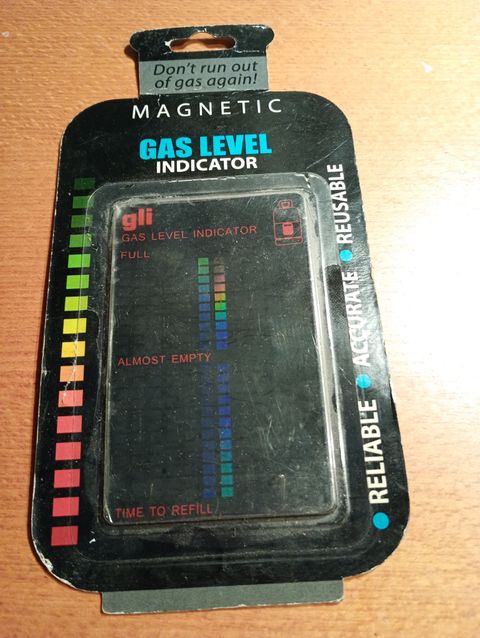 Don't run out
of gas again!
MAGNETIC
GAS LEVEL
INDICATOR
gli
GAS LEVEL INDICATOR
FULL
ALMOST EMPTY
TIME TO REFILL
RELIABLE ● ACCURATE ● REUSABLE